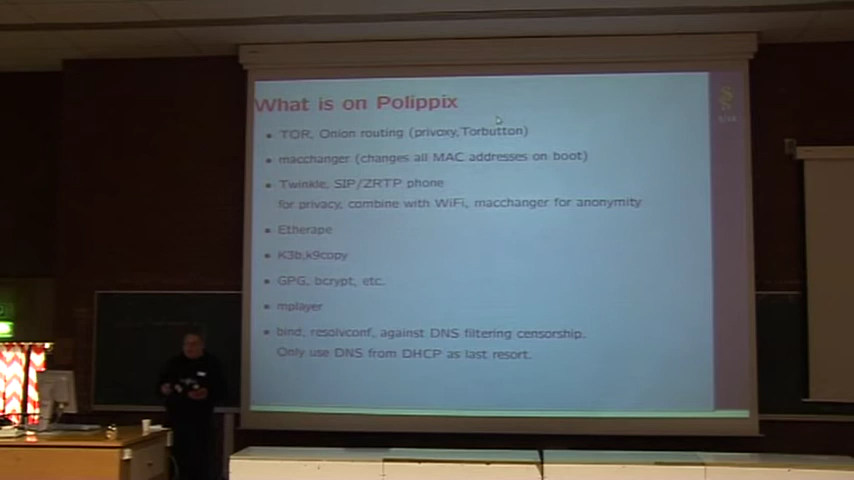 What is on Polippix
TOR, Onion routing (privoxy, Torbutton)
macchanger (changes all MAC addresses on boot)
Twinkle, SIP/ZRTP phone
for privacy, combine with WiFi, macchanger for anonymity
Etherape
K3b,k9copy
GPG, bcrypt, etc.
mplayer
bind, resolvconf, against DNS filtering censorship.
Only use DNS from DHCP as last resort.